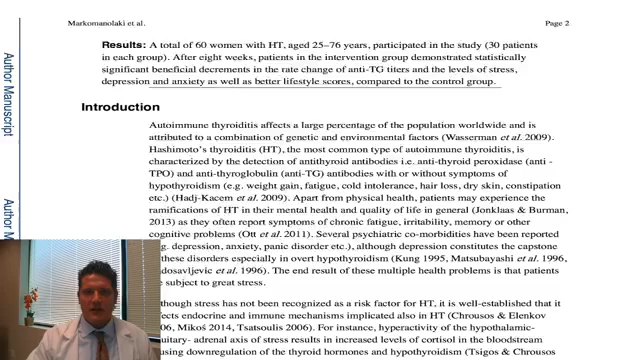 Markomanolaki et al.
Page 2
Author Manuscript
Results: A total of 60 women with HT, aged 25–76 years, participated in the study (30 patients
in each group). After eight weeks, patients in the intervention group demonstrated statistically
significant beneficial decrements in the rate change of anti-TG titers and the levels of stress,
depression and anxiety as well as better lifestyle scores, compared to the control group.
Introduction
Autoimmune thyroiditis affects a large percentage of the population worldwide and is
attributed to a combination of genetic and environmental factors (Wasserman et al. 2009).
Hashimoto's thyroiditis (HT), the most common type of autoimmune thyroiditis, is
characterized by the detection of antithyroid antibodies i.e. anti-thyroid peroxidase (anti -
TPO) and anti-thyroglobulin (anti-TG) antibodies with or without symptoms of
hypothyroidism (e.g. weight gain, fatigue, cold intolerance, hair loss, dry skin, constipation
etc.) (Hadj-Kacem et al. 2009). Apart from physical health, patients may experience the
ramifications of HT in their mental health and quality of life in general (Jonklaas & Burman,
2013) as they often report symptoms of chronic fatigue, irritability, memory or other
cognitive problems (Ott et al. 2011). Several psychiatric co-morbidities have been reported
.g. depression, anxiety, panic disorder etc.), although depression constitutes the capstone
these disorders especially in overt hypothyroidism (Kung 1995, Matsubayashi et al. 1996,
dosavljevic et al. 1996). The end result of these multiple health problems is that patients
subject to great stress.
though stress has not been recognized as a risk factor for HT, it is well-established that it
fects endocrine and immune mechanisms implicated also in HT (Chrousos & Elenkov
06, Mikoś 2014, Tsatsoulis 2006). For instance, hyperactivity of the hypothalamic-
uitary- adrenal axis of stress results in increased levels of cortisol in the bloodstream
using downregulation of the thyroid hormones and hypothyroidism (Tsigos & Chrousos
Author M